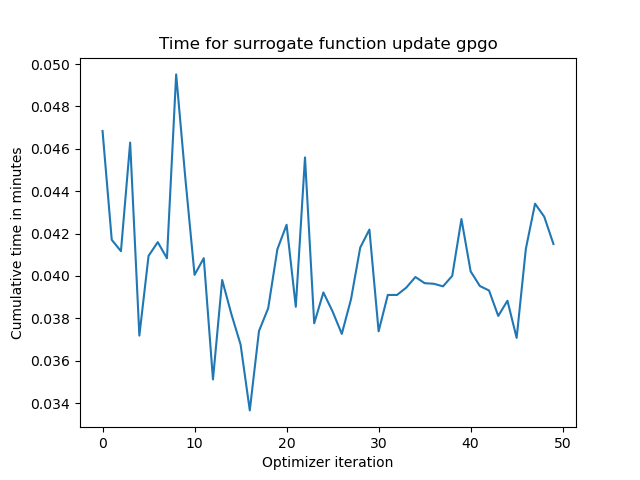 Time for surrogate function update gpgo
0.050
0.048
0.046
0.044
0.042
0.040
0.038
0.036
0.034
Cumulative time in minutes
0 10 20 30 40 50
Optimizer iteration